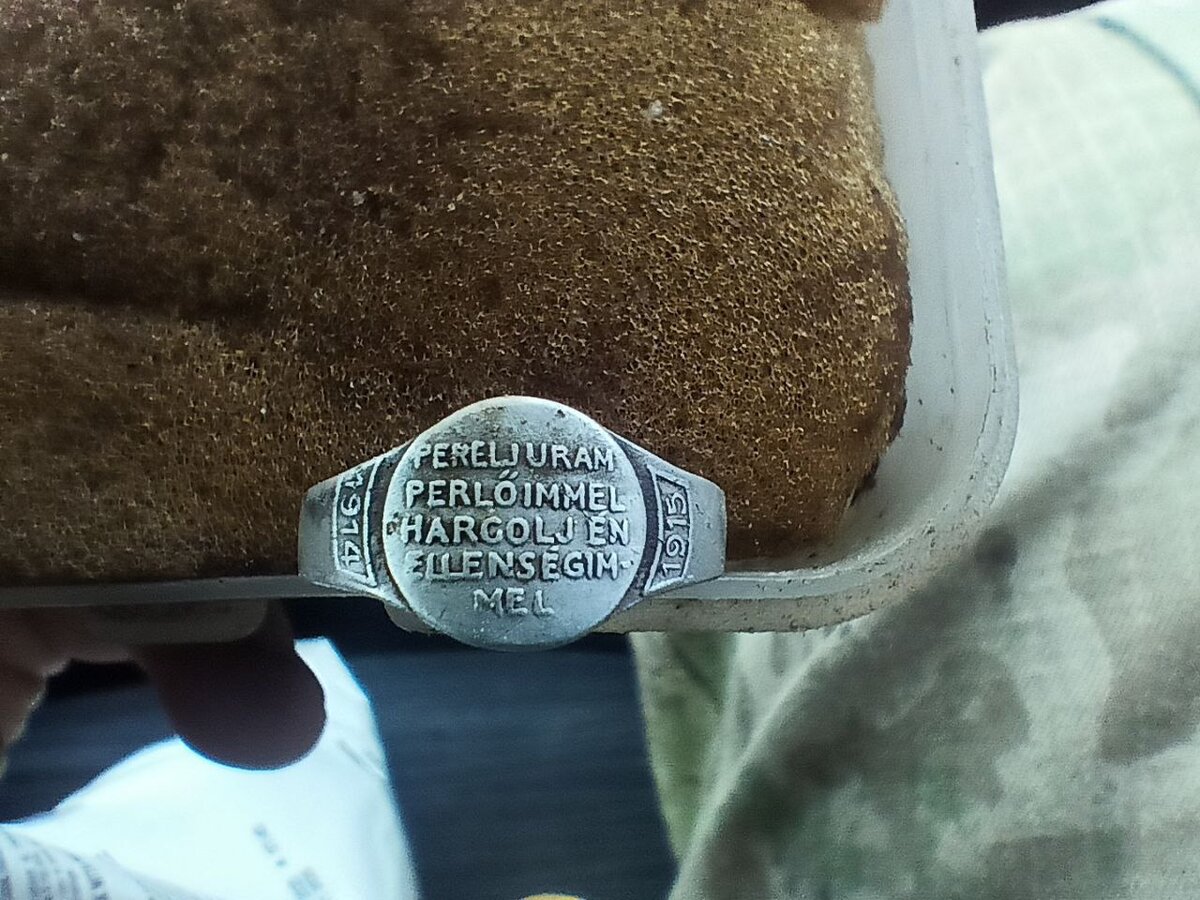 PERELJ URAM
PERLŐIMMEL
HARCOLJ ÉN
ELLENSÉGIM-
MEL
1914
1915